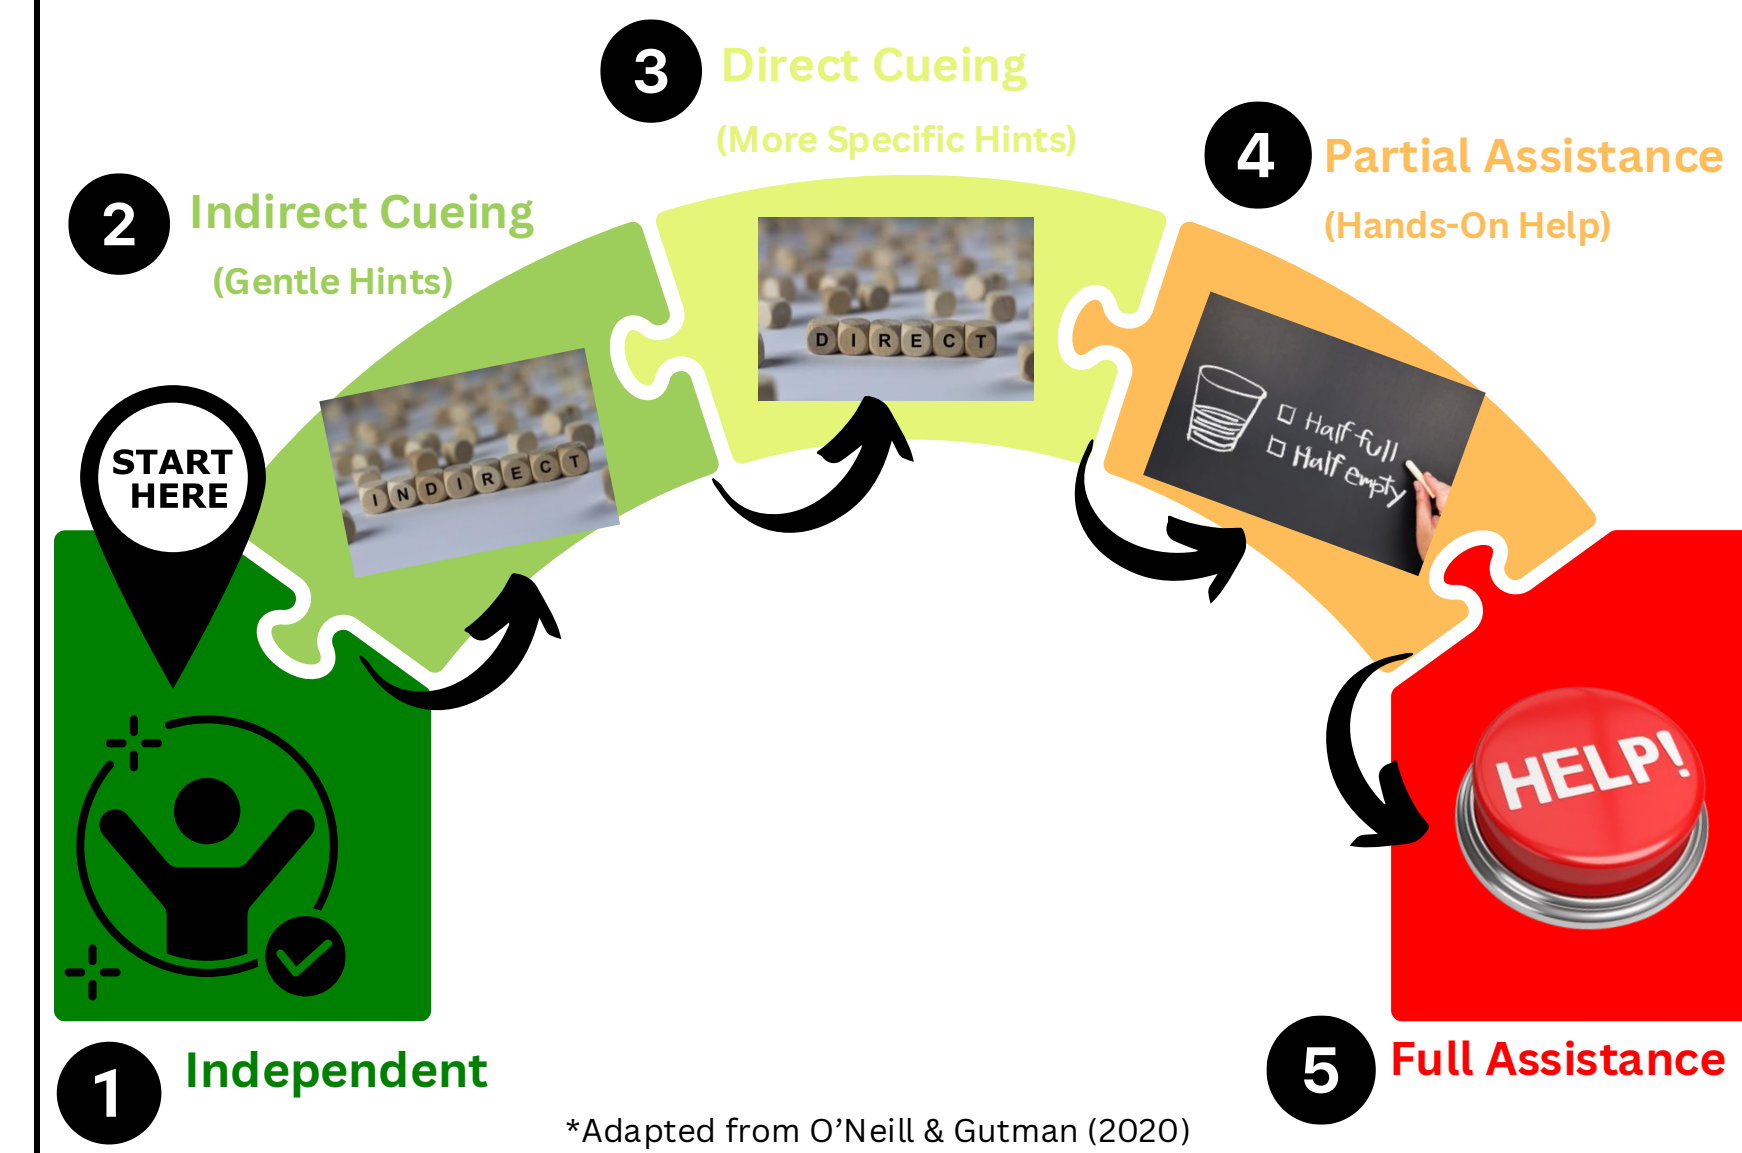 3
Direct Cueing
(More Specific Hints)
4
Partial Assistance
(Hands-On Help)
2
Indirect Cueing
(Gentle Hints)
DIRECT
INDIRECT
Half full
Half empty
START
HERE
HELP!
1
Independent
5
Full Assistance
*Adapted from O’Neill & Gutman (2020)